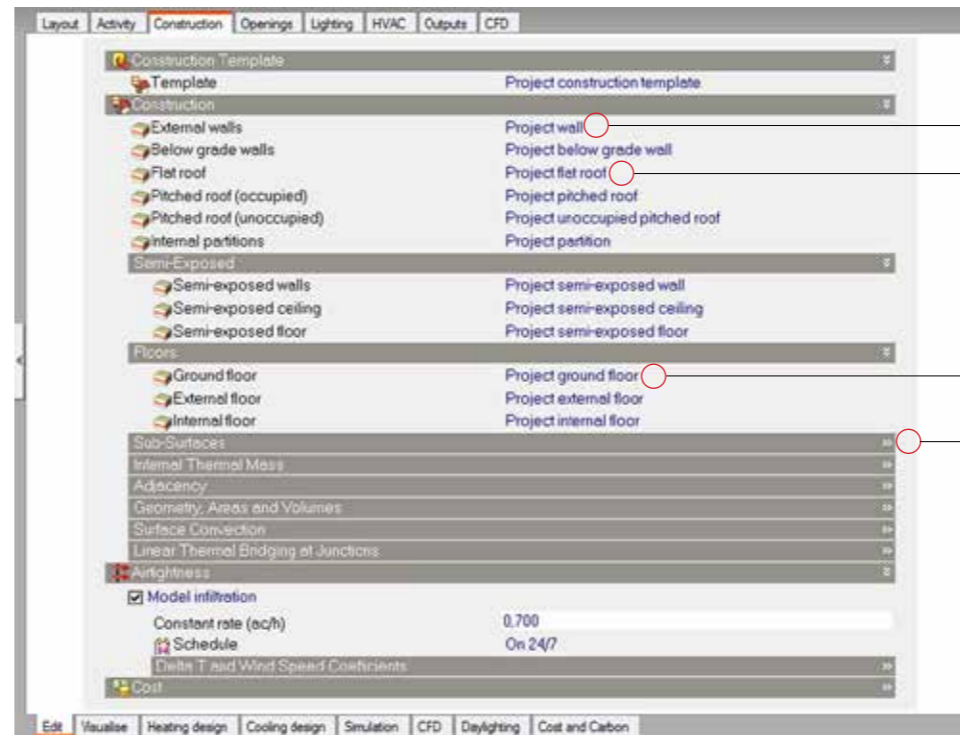 Layout Activity Construction Openings Lighting HVAC Outputs CFD
Construction Template
Template Project construction template
Construction
External walls Project wall
Below grade walls Project below grade wall
Flat roof Project flat roof
Pitched roof (occupied) Project pitched roof
Pitched roof (unoccupied) Project unoccupied pitched roof
Internal partitions Project partition
Semi-Exposed
Semi-exposed walls Project semi-exposed wall
Semi-exposed ceiling Project semi-exposed ceiling
Semi-exposed floor Project semi-exposed floor
Floors
Ground floor Project ground floor
External floor Project external floor
Internal floor Project internal floor
Sub-Surfaces
Internal Thermal Mass
Adjacency
Geometry, Areas and Volumes
Surface Convection
Linear Thermal Bridging at Junctions
Airtightness
Model infiltration
Constant rate (ac/h) 0,700
Schedule On 24/7
Delta T and Wind Speed Coefficients
Cost
Edit Visualise Heating design Cooling design Simulation CFD Daylighting Cost and Carbon